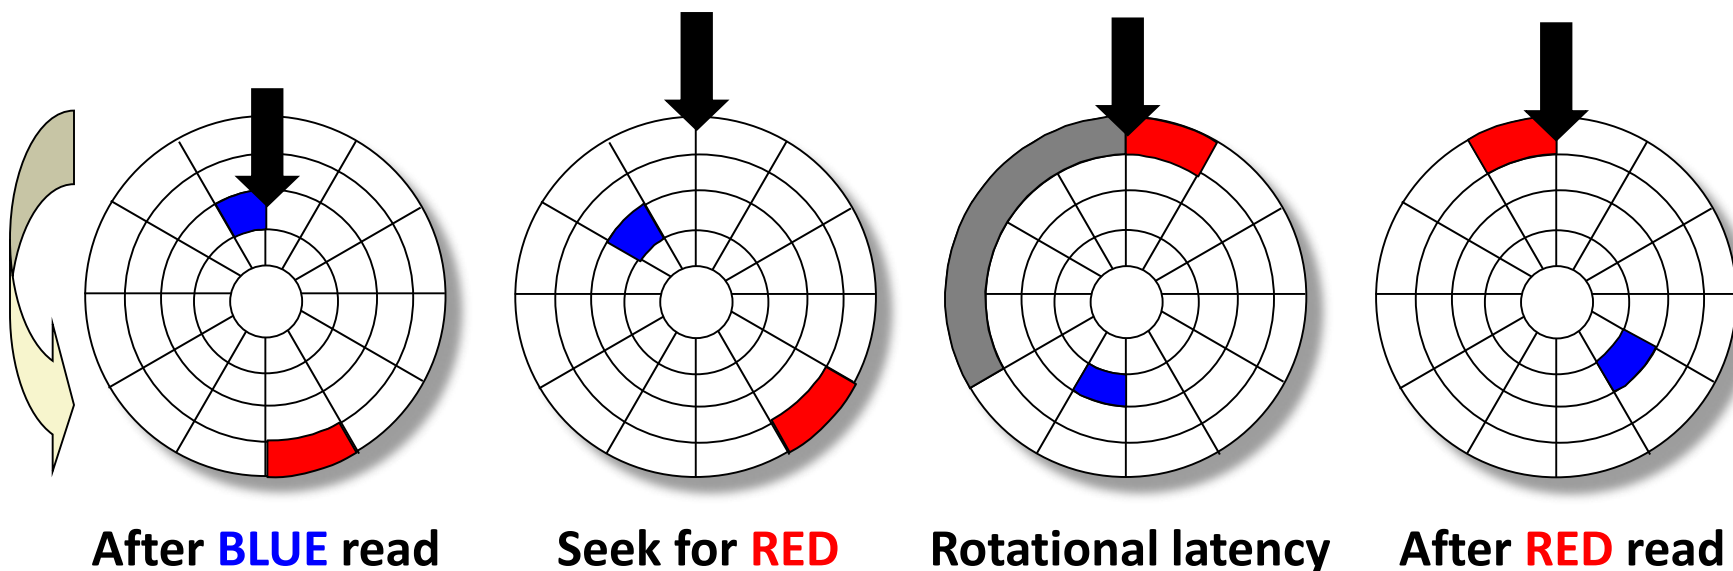 After BLUE read
Seek for RED
Rotational latency
After RED read